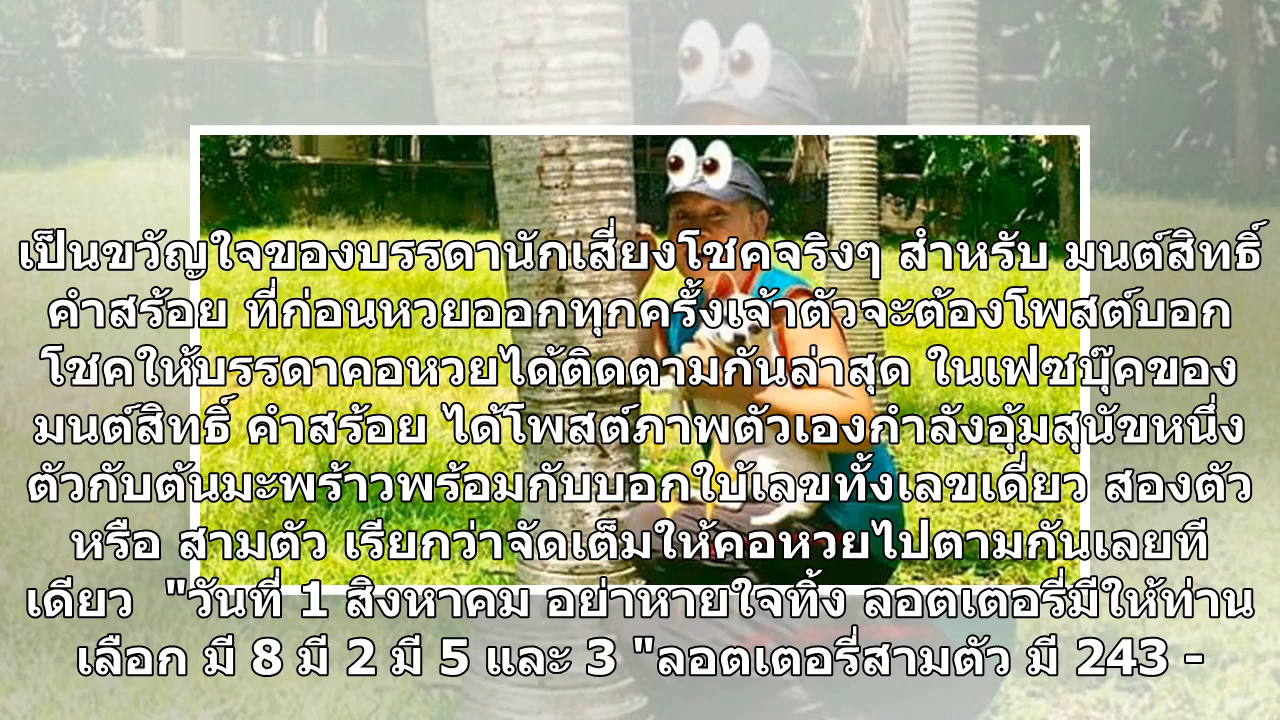 เป็นขวัญใจของบรรดานักเสี่ยงโชคจริงๆ สำหรับ มนต์สิทธิ์
คำสร้อย ที่ก่อนหวยออกทุกครั้งเจ้าตัวจะต้องโพสต์บอก
โชคให้บรรดาคอหวยได้ติดตามกันล่าสุด ในเฟซบุ๊คของ
มนต์สิทธิ์ คำสร้อย ได้โพสต์ภาพตัวเองกำลังอุ้มสุนัขหนึ่ง
ตัวกับต้นมะพร้าวพร้อมกับบอกใบ้เลขทั้งเลขเดี่ยว สองตัว
หรือ สามตัว เรียกว่าจัดเต็มให้คอหวยไปตามกันเลยที
เดียว "วันที่ 1 สิงหาคม อย่าหายใจทิ้ง ลอตเตอรี่มีให้ท่าน
เลือก มี 8 มี 2 มี 5 และ 3 "ลอตเตอรี่สามตัว มี 243 -